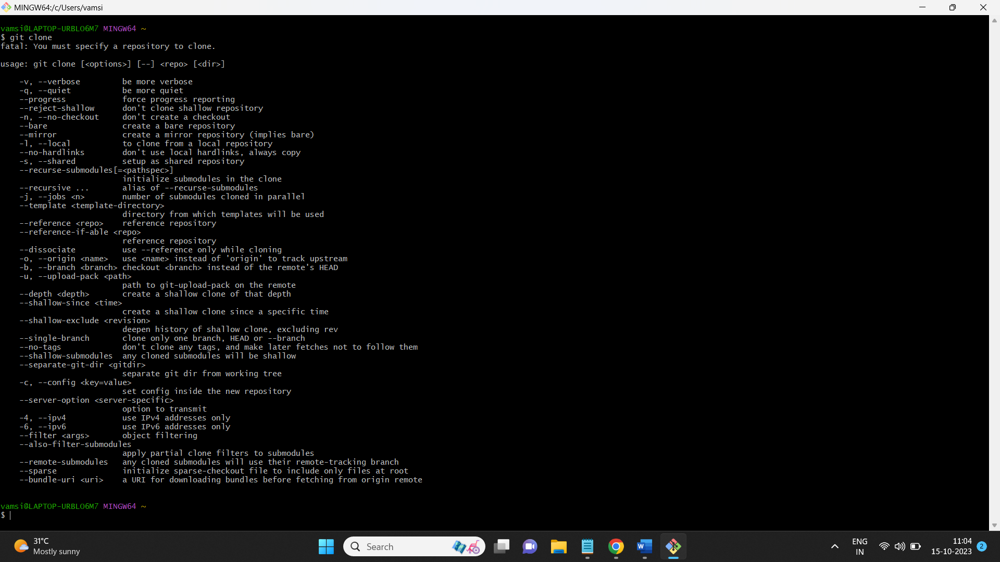 MINGW64:/c/Users/vamsi
vamsi@LAPTOP-URBLO6M7 MINGW64 ~
$ git clone
fatal: You must specify a repository to clone.
usage: git clone [<options>] [--] <repo> [<dir>]
    -v, --verbose         be more verbose
    -q, --quiet           be more quiet
    --progress            force progress reporting
    --reject-shallow      don't clone shallow repository
    -n, --no-checkout     don't create a checkout
    --bare                create a bare repository
    --mirror              create a mirror repository (implies bare)
    -l, --local           to clone from a local repository
    --no-hardlinks        don't use local hardlinks, always copy
    -s, --shared          setup as shared repository
    --recurse-submodules[=<pathspec>]
                          initialize submodules in the clone
    --recursive ...       alias of --recurse-submodules
    -j, --jobs <n>        number of submodules cloned in parallel
    --template <template-directory>
                          directory from which templates will be used
    --reference <repo>    reference repository
    --reference-if-able <repo>
                          reference repository
    --dissociate          use --reference only while cloning
    -o, --origin <name>   use <name> instead of 'origin' to track upstream
    -b, --branch <branch> checkout <branch> instead of the remote's HEAD
    -u, --upload-pack <path>
                          path to git-upload-pack on the remote
    --depth <depth>       create a shallow clone of that depth
    --shallow-since <time>
                          create a shallow clone since a specific time
    --shallow-exclude <revision>
                          deepen history of shallow clone, excluding rev
    --single-branch       clone only one branch, HEAD or --branch
    --no-tags             don't clone any tags, and make later fetches not to follow them
    --shallow-submodules  any cloned submodules will be shallow
    --separate-git-dir <gitdir>
                          separate git dir from working tree
    -c, --config <key=value>
                          set config inside the new repository
    --server-option <server-specific>
                          option to transmit
    -4, --ipv4            use IPv4 addresses only
    -6, --ipv6            use IPv6 addresses only
    --filter <args>       object filtering
    --also-filter-submodules
                          apply partial clone filters to submodules
    --remote-submodules   any cloned submodules will use their remote-tracking branch
    --sparse              initialize sparse-checkout file to include only files at root
    --bundle-uri <uri>    a URI for downloading bundles before fetching from origin remote
vamsi@LAPTOP-URBLO6M7 MINGW64 ~
$
31°C
Mostly sunny
Search
W
ENG
IN
11:04
15-10-2023
2